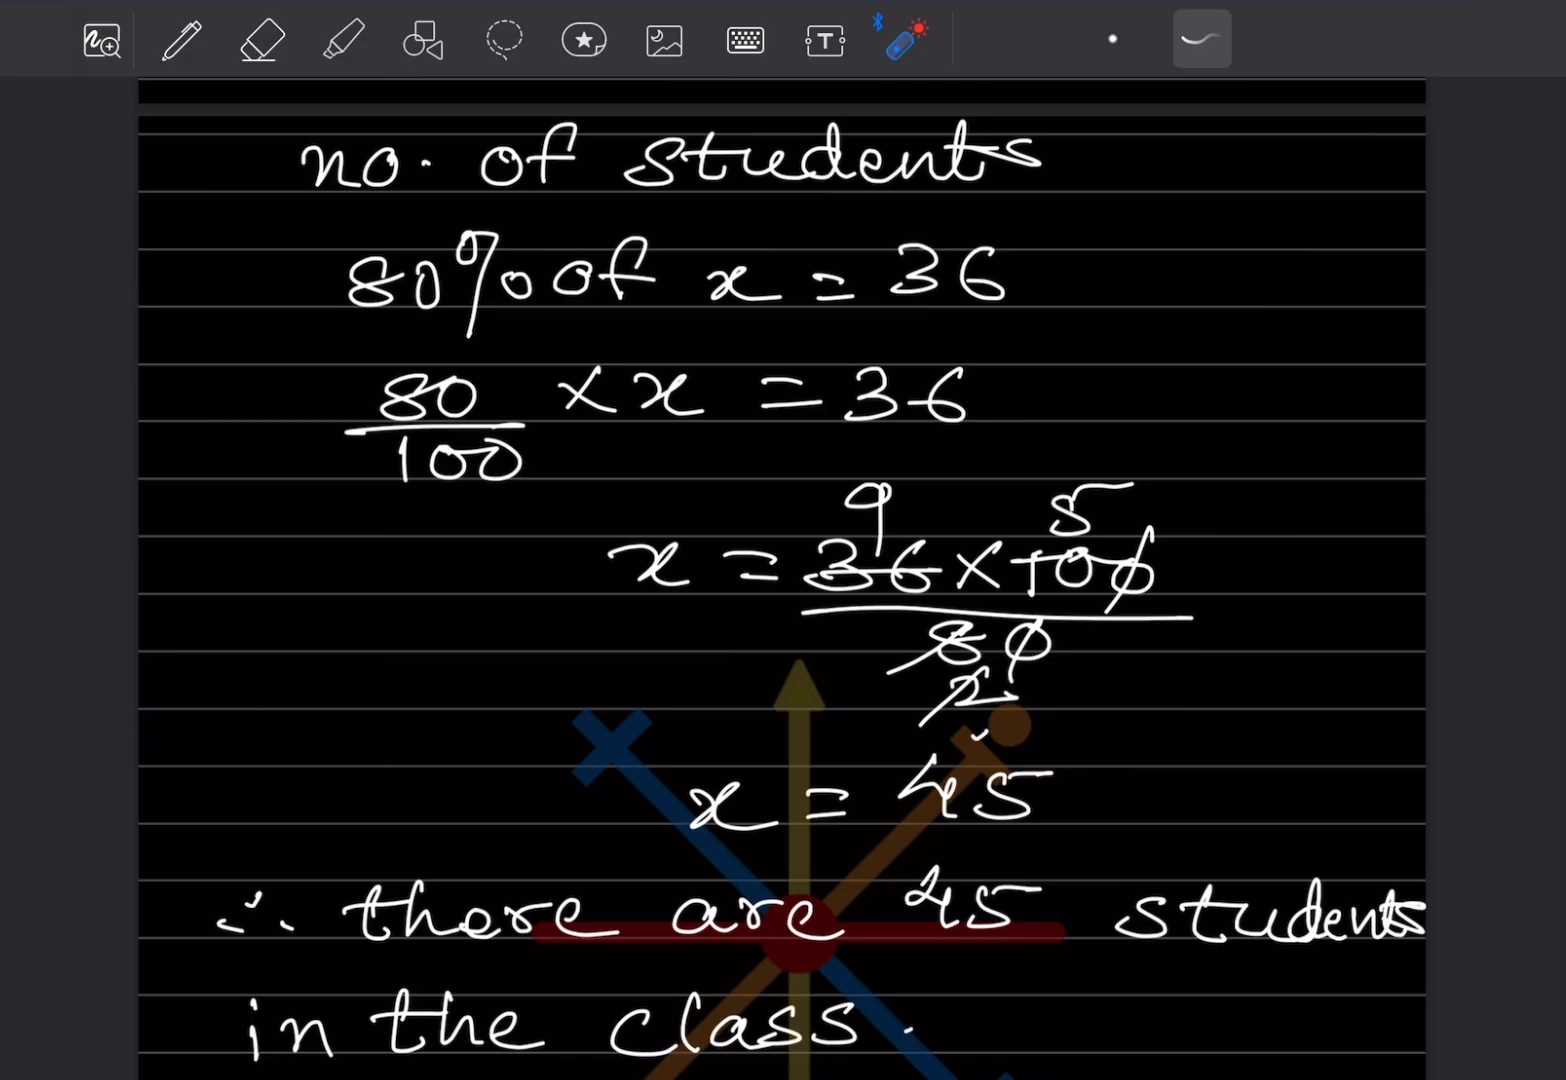 no. of students
80% of x = 36
80/100 × x = 36
9 5
x = 36 × 100
80
2
x = 45
∴ there are 45 students
in the class.
T